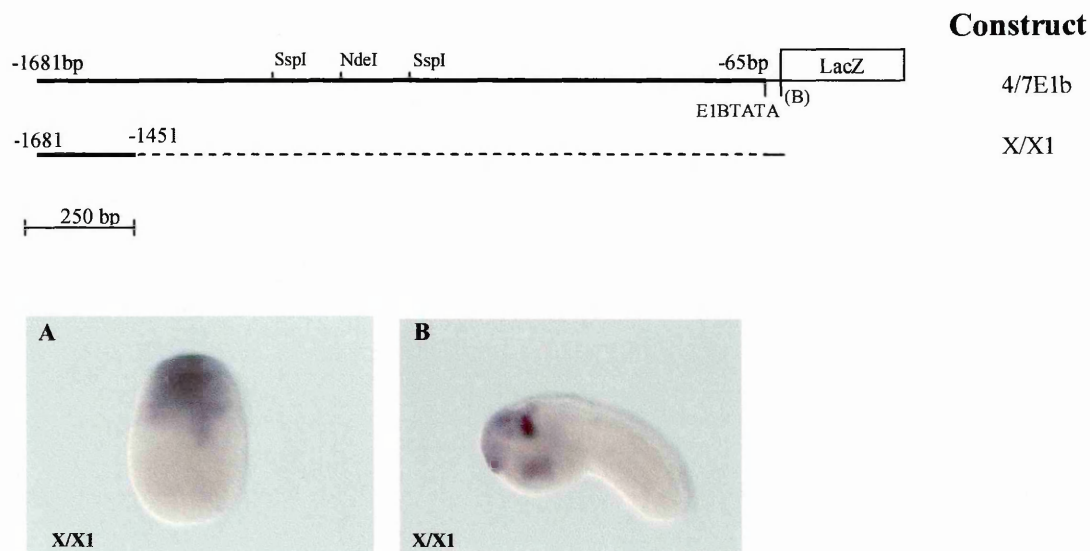 Construct
-1681bp SspI NdeI SspI -65bp LacZ
4/7E1b
E1BTATA (B)
-1681 -1451
X/X1
250 bp
A B
X/X1 X/X1